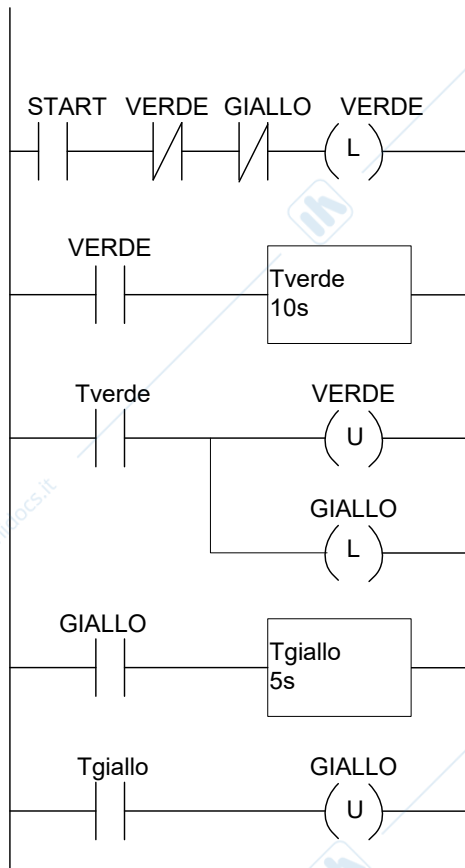 START VERDE GIALLO VERDE
L
VERDE
Tverde
10s
Tverde VERDE
U
GIALLO
L
GIALLO
Tgiallo
5s
Tgiallo GIALLO
U